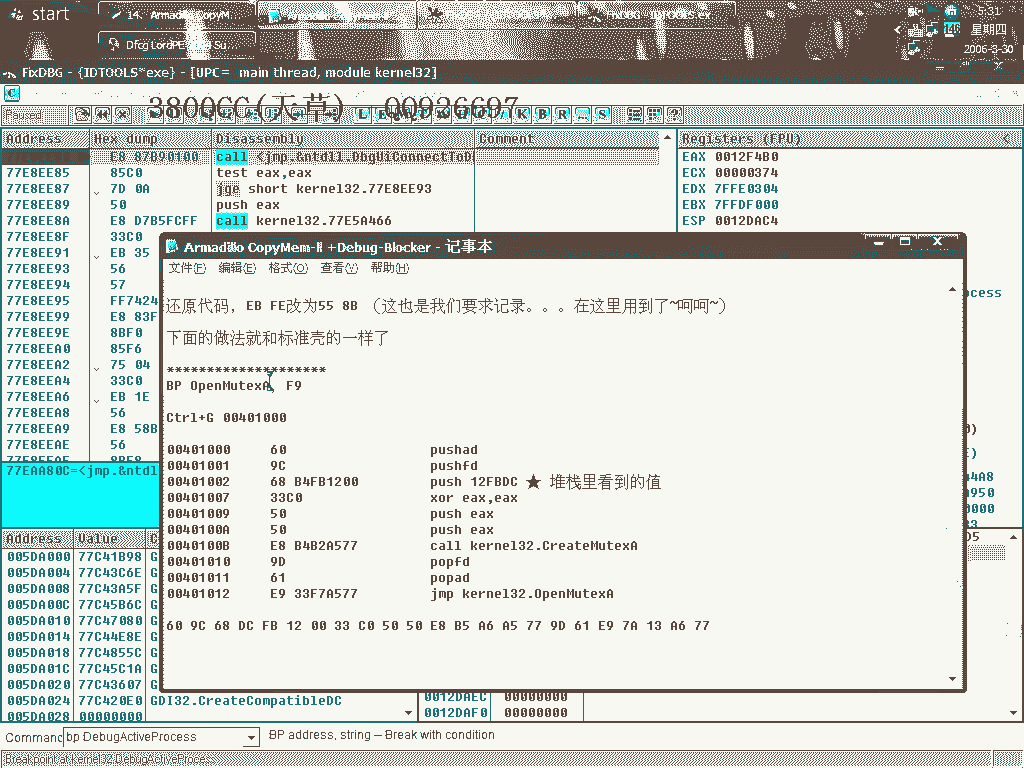 start
14. Armadillo CopyM...
5:31
星期四
2006-3-30
FixDBG - {IDTOOLS~exe} - [UPC= main thread, module kernel32]
3800CC(天草) 00936697
Paused
Address Hex dump Disassembly Comment Registers (FPU)
E8 87B90100 call <jmp.&ntdll.DbgUiConnectToD EAX 0012F4B0
77E8EE85 85C0 test eax,eax ECX 00000374
77E8EE87 7D 0A jge short kernel32.77E8EE93 EDX 7FFE0304
77E8EE89 50 push eax EBX 7FFDF000
77E8EE8A E8 D7B5FCFF call kernel32.77E5A466 ESP 0012DAC4
77E8EE8F 33C0
77E8EE91 EB 35
77E8EE93 56
77E8EE94 57
77E8EE95 FF7424
77E8EE99 E8 83F
77E8EE9E 8BF0
77E8EEA0 85F6
77E8EEA2 75 04
77E8EEA4 33C0
77E8EEA6 EB 1E
77E8EEA8 56
77E8EEA9 E8 58B
77E8EEAE 56
77EAA80C=<jmp.&ntdl
Armadillo CopyMem-II +Debug-Blocker - 记事本
文件(F) 编辑(E) 格式(O) 查看(V) 帮助(H)
还原代码，EB FE改为55 8B （这也是我们要求记录。。。在这里用到了~呵呵~）
下面的做法就和标准壳的一样了
********************
BP OpenMutexA, F9
Ctrl+G 00401000
00401000 60 pushad
00401001 9C pushfd
00401002 68 B4FB1200 push 12FBDC ★ 堆栈里看到的值
00401007 33C0 xor eax,eax
00401009 50 push eax
0040100A 50 push eax
0040100B E8 B4B2A577 call kernel32.CreateMutexA
00401010 9D popfd
00401011 61 popad
00401012 E9 33F7A577 jmp kernel32.OpenMutexA
60 9C 68 DC FB 12 00 33 C0 50 50 E8 B5 A6 A5 77 9D 61 E9 7A 13 A6 77
Address Value
005DA000 77C41B98 G
005DA004 77C43C6E G
005DA008 77C43A5F G
005DA00C 77C45B6C G
005DA010 77C47080 G
005DA014 77C44E8E G
005DA018 77C4855C G
005DA01C 77C45C1A G
005DA020 77C43607 G
005DA024 77C420E0 GDI32.CreateCompatibleDC
005DA028 00000000
0012DAEC 00000000
0012DAF0 00000000
Command bp DebugActiveProcess BP address, string -- Break with condition
Breakpoint at kernel32.DebugActiveProcess